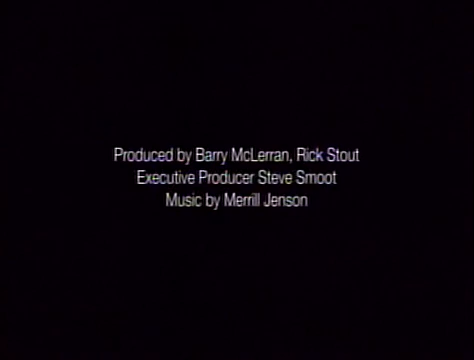 Produced by Barry McLerran, Rick Stout
Executive Producer Steve Smoot
Music by Merrill Jenson